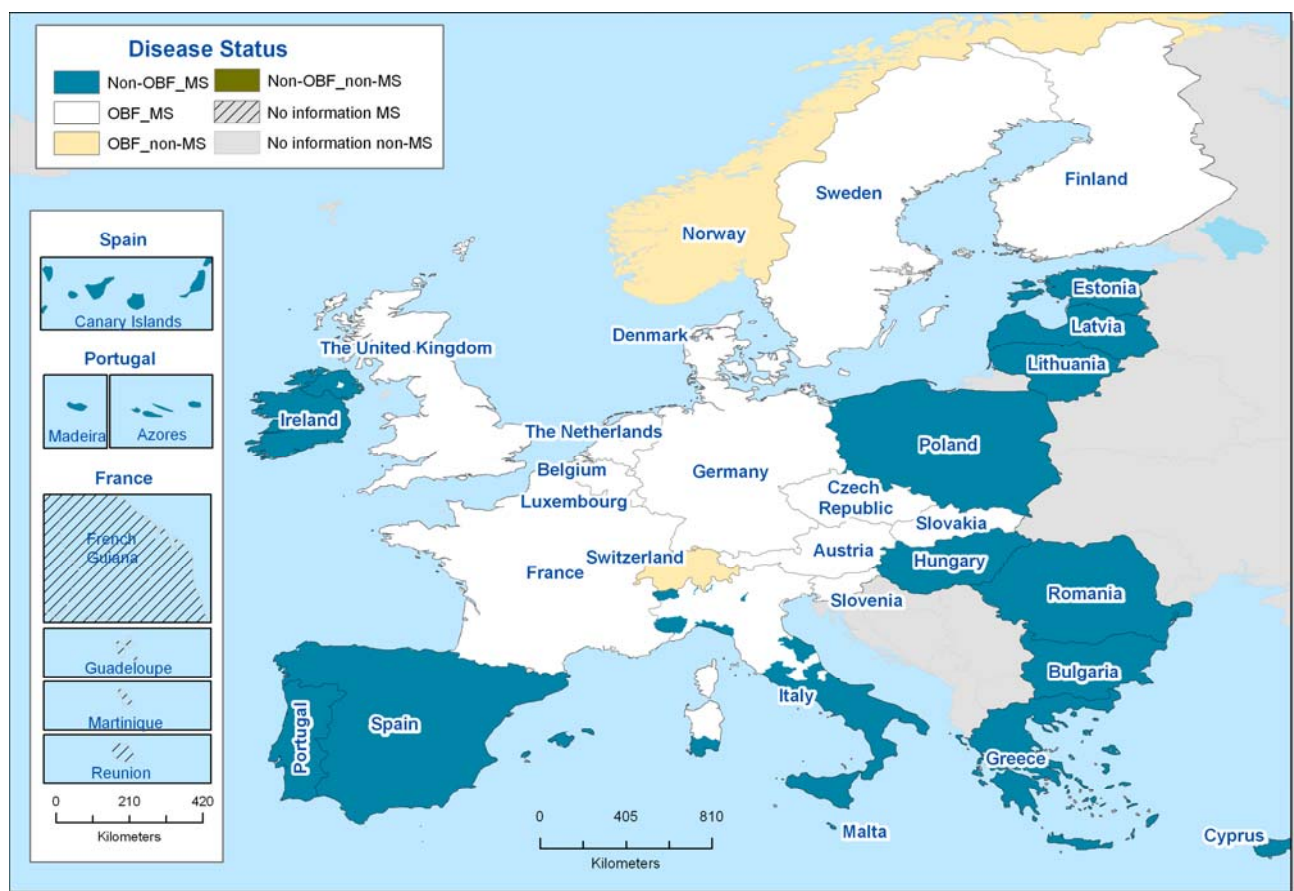 Disease Status
Non-OBF_MS
Non-OBF_non-MS
OBF_MS
No information MS
OBF_non-MS
No information non-MS
Spain
Canary Islands
Portugal
Madeira
Azores
France
French
Guiana
Guadeloupe
Martinique
Reunion
0 210 420
Kilometers
Finland
Sweden
Norway
Estonia
Latvia
Lithuania
Denmark
The United Kingdom
Ireland
The Netherlands
Poland
Belgium
Germany
Czech
Republic
Luxembourg
Slovakia
Austria
Switzerland
Hungary
France
Slovenia
Romania
Bulgaria
Italy
Spain
Portugal
Greece
Malta
Cyprus
0 405 810
Kilometers